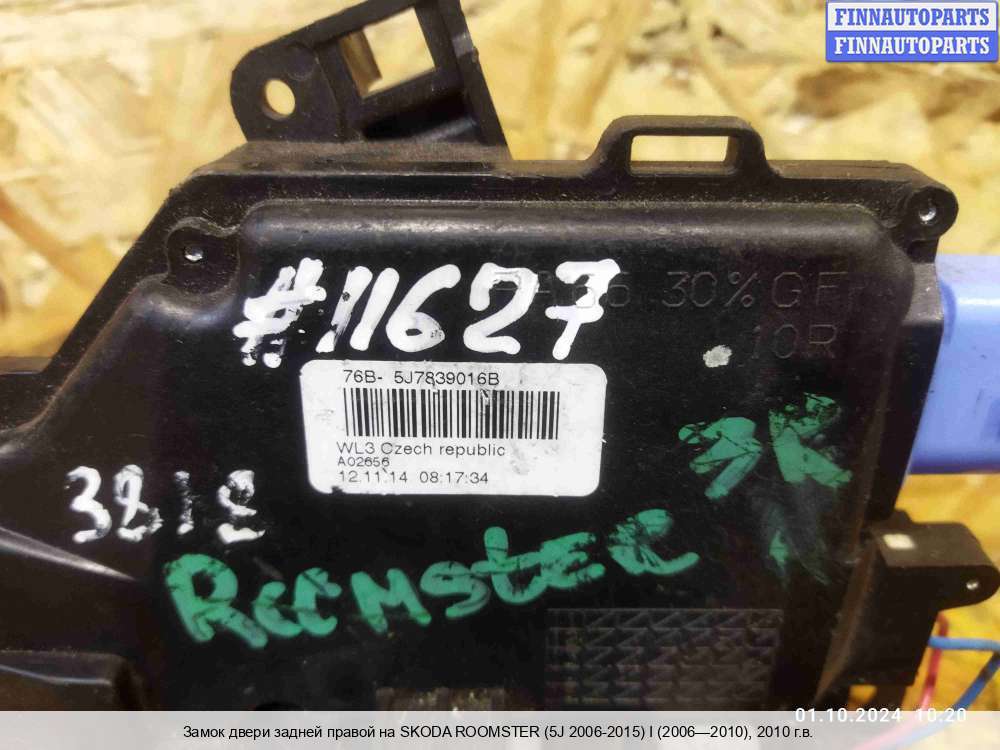 FINNAUTOPARTS
FINNAUTOPARTS
#11627
30% GF
10R
76B- 5J7839016B
WL3 Czech republic
A02656
12.11.14 08:17:34
3818
Roomster
01.10.2024 10:20
Замок двери задней правой на SKODA ROOMSTER (5J 2006-2015) I (2006—2010), 2010 г.в.